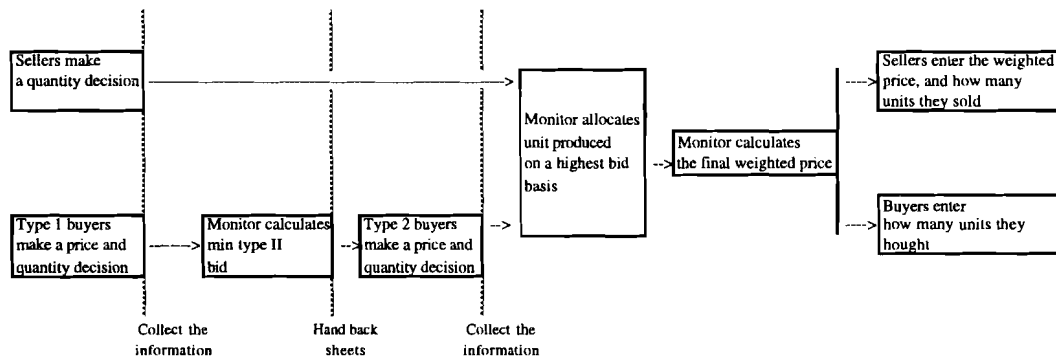 Sellers make
a quantity decision
Sellers enter the weighted
price, and how many
units they sold
Monitor allocates
unit produced
on a highest bid
basis
Monitor calculates
the final weighted price
Type 1 buyers
make a price and
quantity decision
Monitor calculates
min type II
bid
Type 2 buyers
make a price and
quantity decision
Buyers enter
how many units they
hought
Collect the
information
Hand back
sheets
Collect the
information